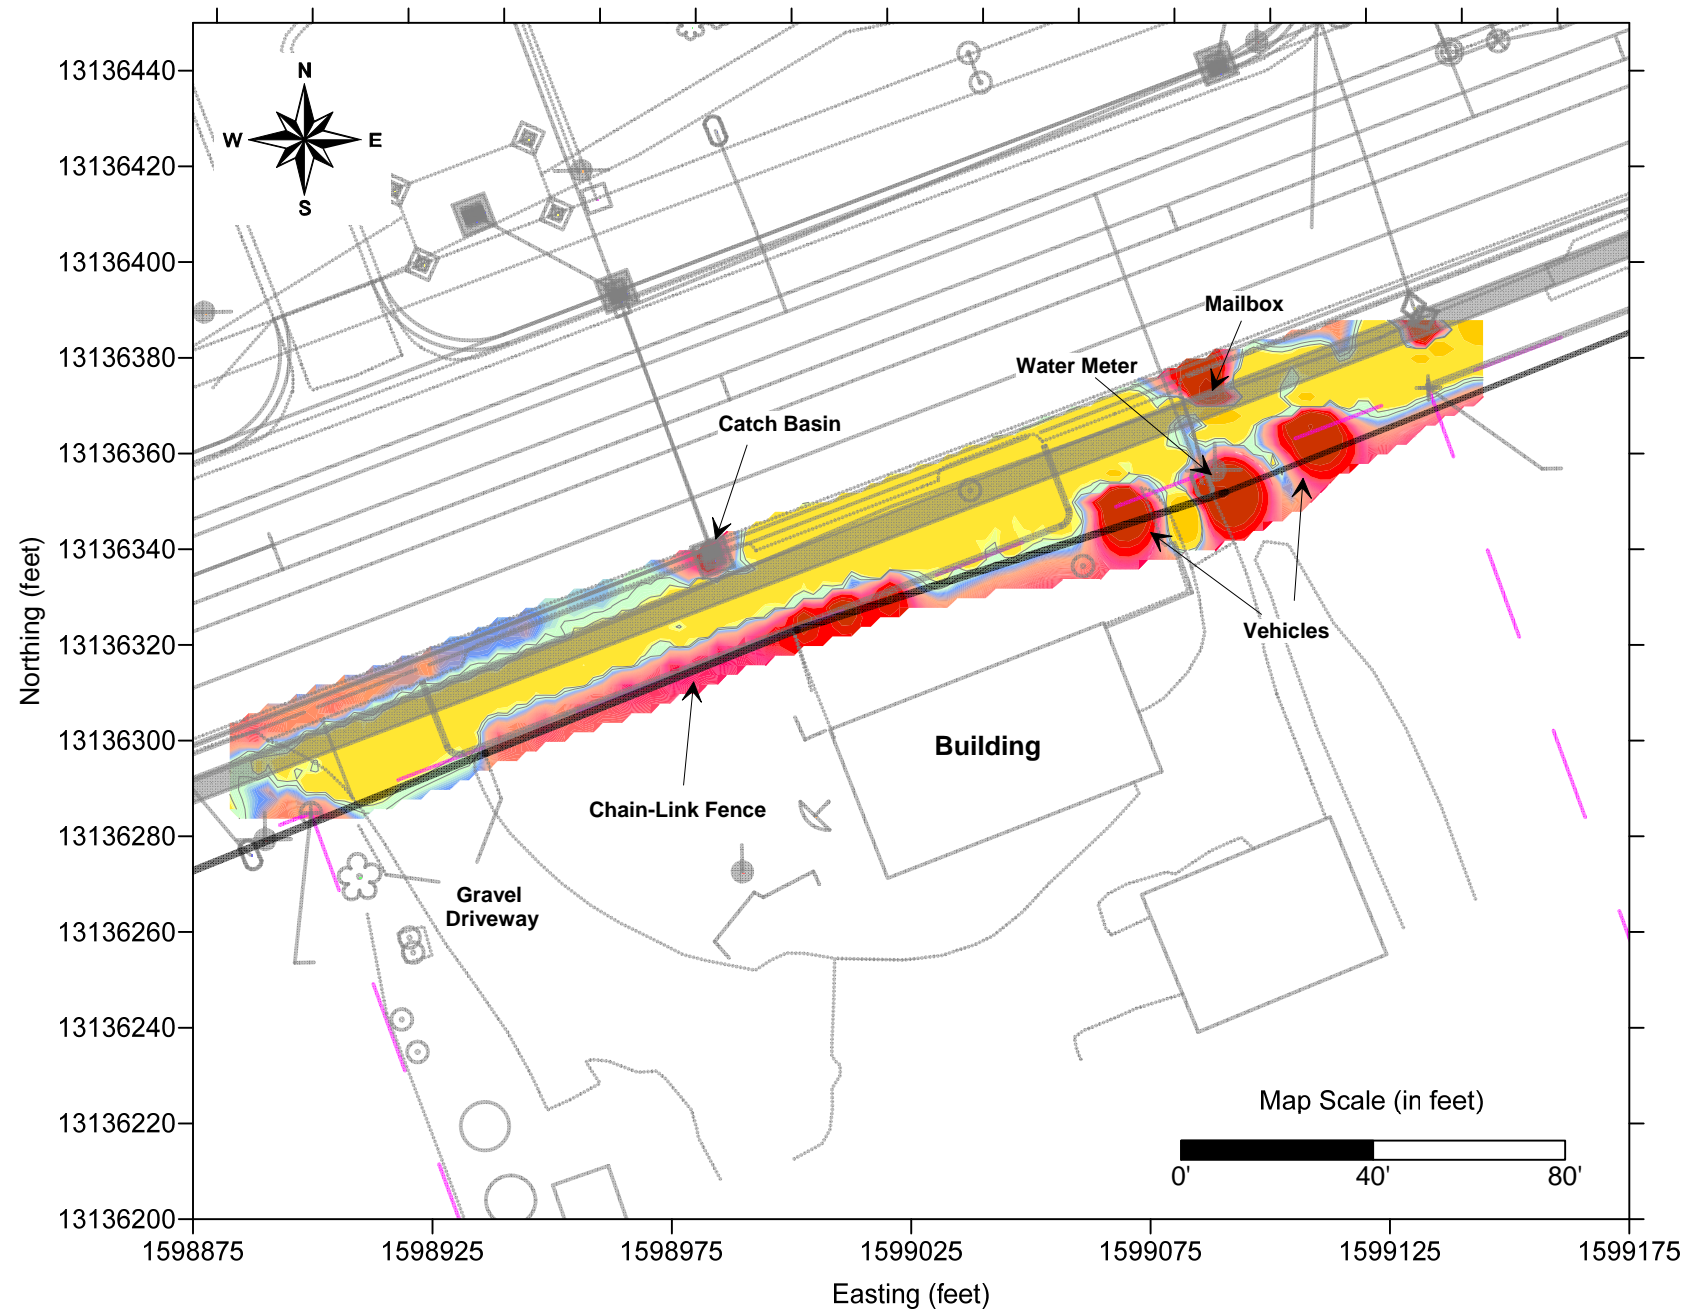 13136440
13136420
13136400
13136380
13136360
13136340
13136320
13136300
13136280
13136260
13136240
13136220
13136200
Northing (feet)
N
W
E
S
Mailbox
Water Meter
Catch Basin
Vehicles
Building
Chain-Link Fence
Gravel
Driveway
Map Scale (in feet)
0'
40'
80'
1598875
1598925
1598975
1599025
1599075
1599125
1599175
Easting (feet)